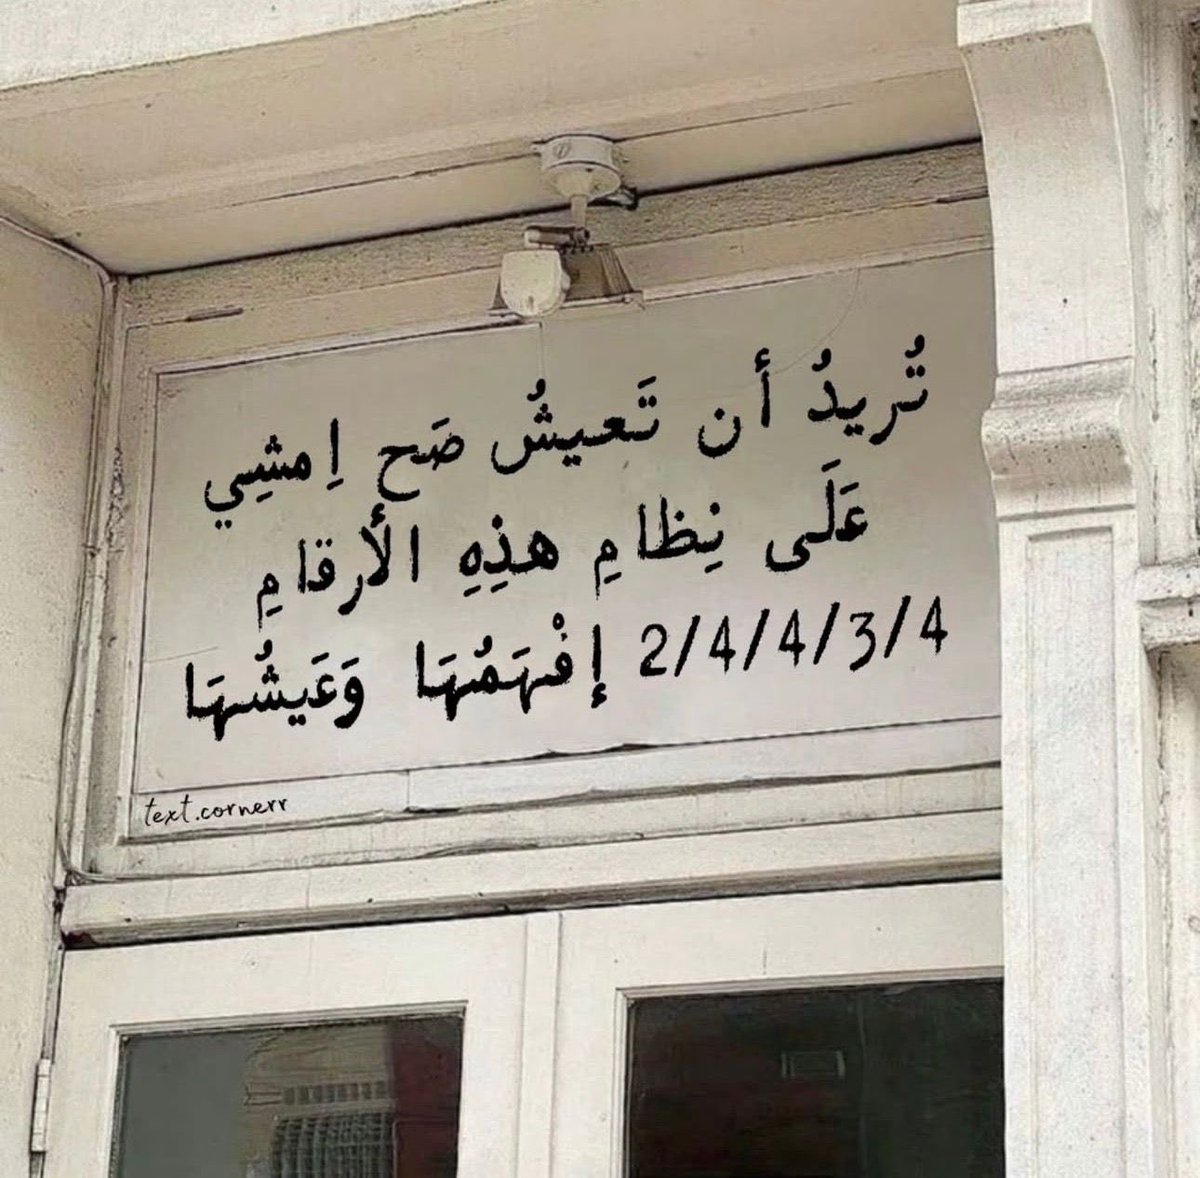 تُريدُ أن تَعيشُ صَح اِمشِي
عَلَى نِظامِ هذِهِ الأرقامِ
2/4/4/3/4 إفْهَمُهَا وَعَيشُهَا
text.cornerr